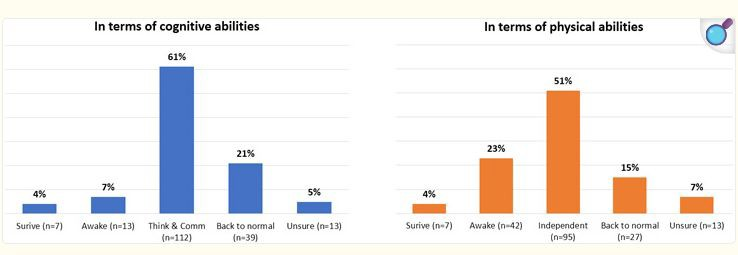 In terms of cognitive abilities
61%
21%
4%
7%
5%
Surive (n=7)
Awake (n=13)
Think & Comm
(n=112)
Back to normal
(n=39)
Unsure (n=13)
In terms of physical abilities
51%
23%
15%
4%
7%
Surive (n=7)
Awake (n=42)
Independent
(n=95)
Back to normal
(n=27)
Unsure (n=13)